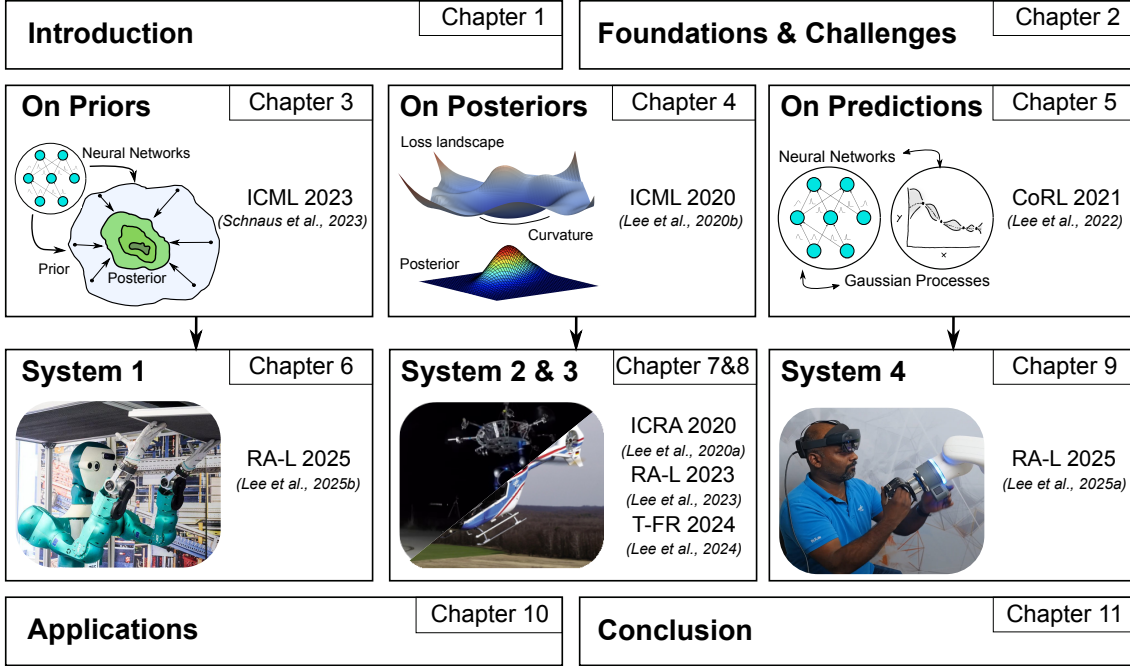 Introduction
Chapter 1
Foundations & Challenges
Chapter 2
On Priors
Chapter 3
Neural Networks
Prior
Posterior
ICML 2023
(Schnaus et al., 2023)
On Posteriors
Chapter 4
Loss landscape
Curvature
Posterior
ICML 2020
(Lee et al., 2020b)
On Predictions
Chapter 5
Neural Networks
y
x
Gaussian Processes
CoRL 2021
(Lee et al., 2022)
System 1
Chapter 6
RA-L 2025
(Lee et al., 2025b)
System 2 & 3
Chapter 7&8
ICRA 2020
(Lee et al., 2020a)
RA-L 2023
(Lee et al., 2023)
T-FR 2024
(Lee et al., 2024)
System 4
Chapter 9
RA-L 2025
(Lee et al., 2025a)
Applications
Chapter 10
Conclusion
Chapter 11